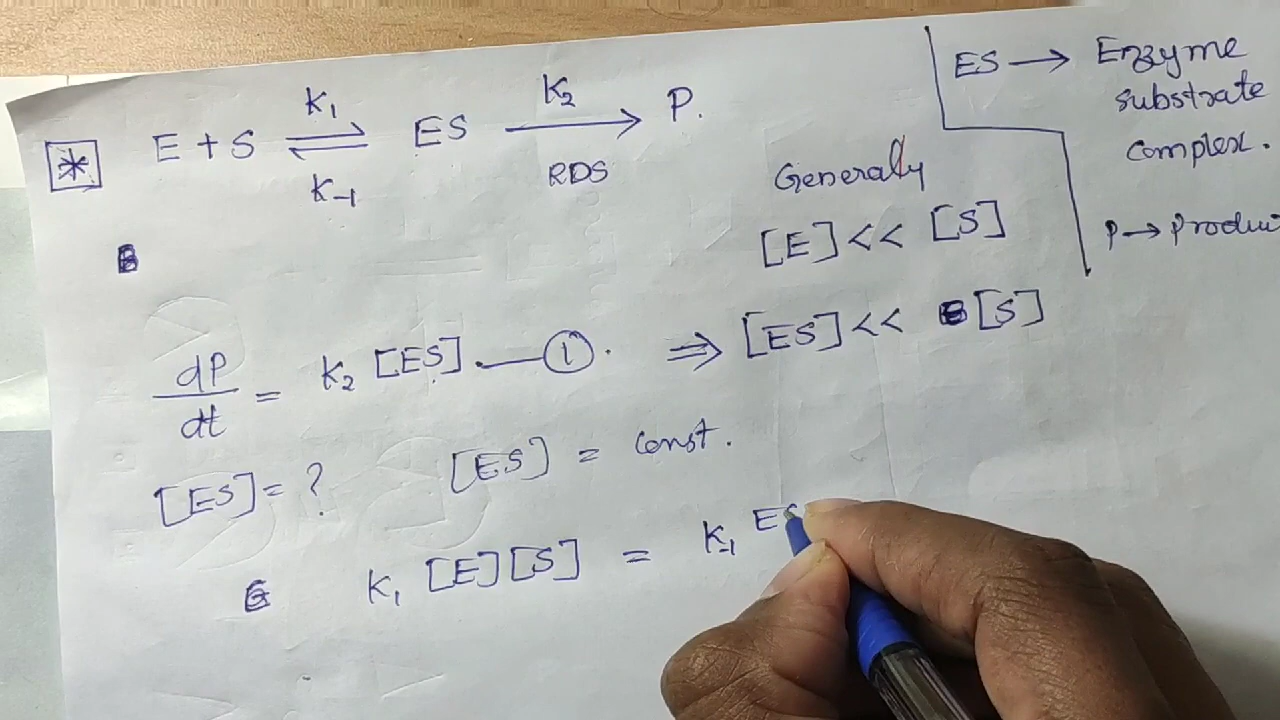 * E + S ⇌ ES → P.
K₁
K₋₁
K₂
RDS
ES → Enzyme
substrate
complex.
Generally
[E] << [S]
P → Produ
dP/dt = K₂ [ES]. — ①.
⇒ [ES] << [S]
[ES] = ?
[ES] = const.
K₁ [E][S] = K₋₁ ES